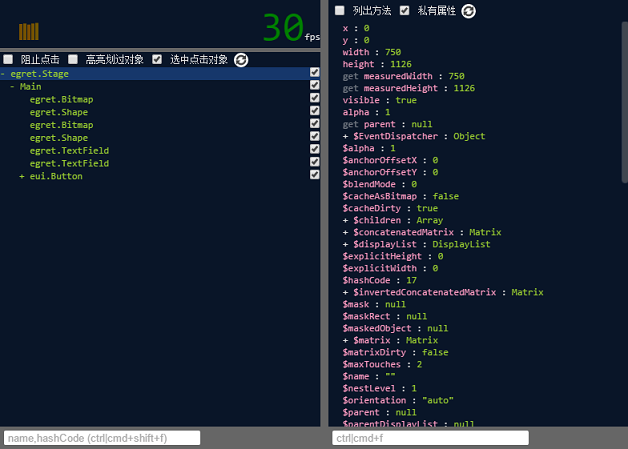 30 fps
阻止点击 高亮划过对象 选中点击对象
- egret.Stage
- Main
egret.Bitmap
egret.Shape
egret.Bitmap
egret.Shape
egret.TextField
egret.TextField
+ eui.Button
name,hashCode (ctrl|cmd+shift+f)
列出方法 私有属性
x : 0
y : 0
width : 750
height : 1126
get measuredWidth : 750
get measuredHeight : 1126
visible : true
alpha : 1
get parent : null
+ $EventDispatcher : Object
$alpha : 1
$anchorOffsetX : 0
$anchorOffsetY : 0
$blendMode : 0
$cacheAsBitmap : false
$cacheDirty : true
+ $children : Array
+ $concatenatedMatrix : Matrix
+ $displayList : DisplayList
$explicitHeight : 0
$explicitWidth : 0
$hashCode : 17
+ $invertedConcatenatedMatrix : Matrix
$mask : null
$maskRect : null
$maskedObject : null
+ $matrix : Matrix
$matrixDirty : false
$maxTouches : 2
$name : ""
$nestLevel : 1
$orientation : "auto"
$parent : null
$parentDisplayList : null
ctrl|cmd+f